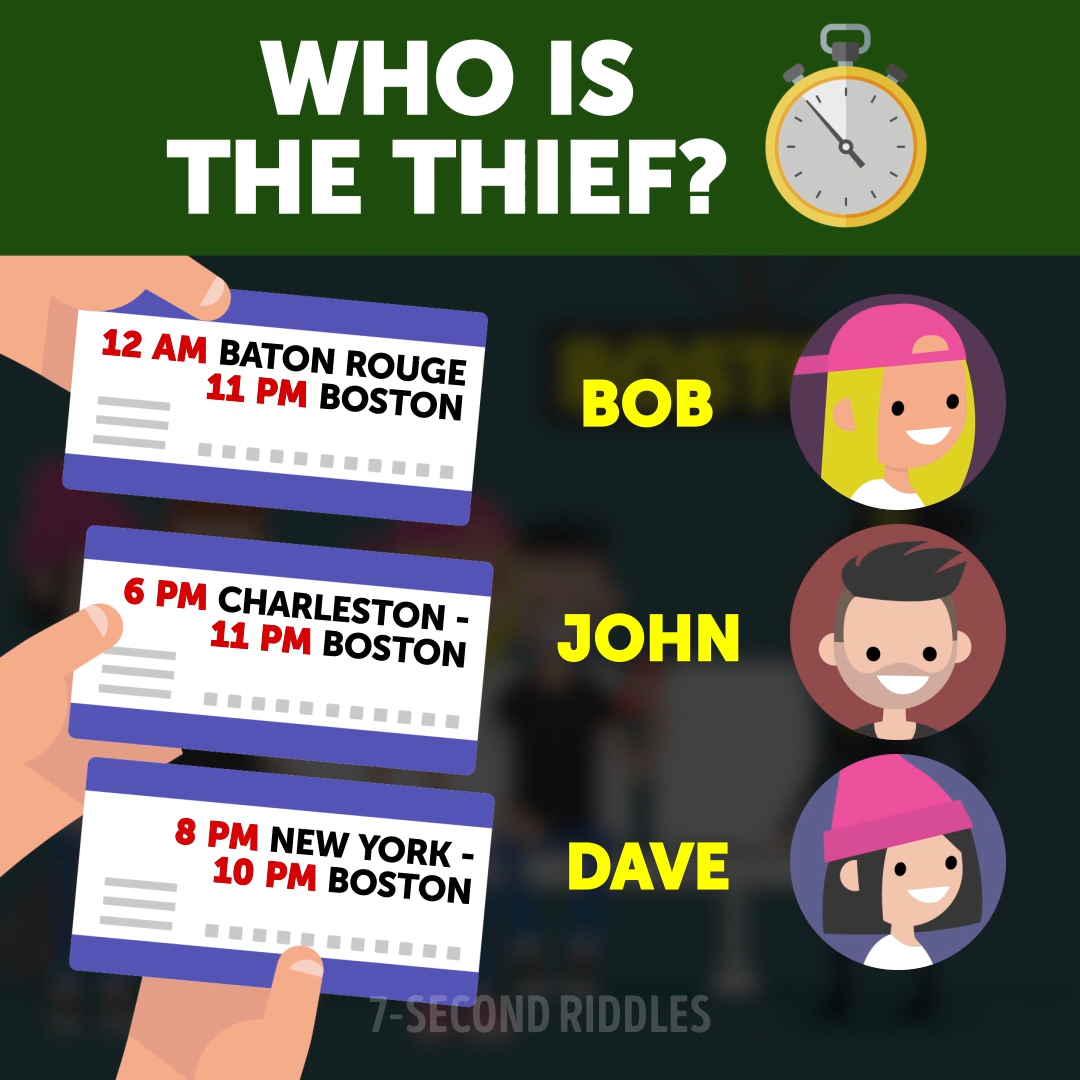 WHO IS
THE THIEF?
12 AM BATON ROUGE
11 PM BOSTON
BOB
6 PM CHARLESTON -
11 PM BOSTON
JOHN
8 PM NEW YORK -
10 PM BOSTON
DAVE
7-SECOND RIDDLES